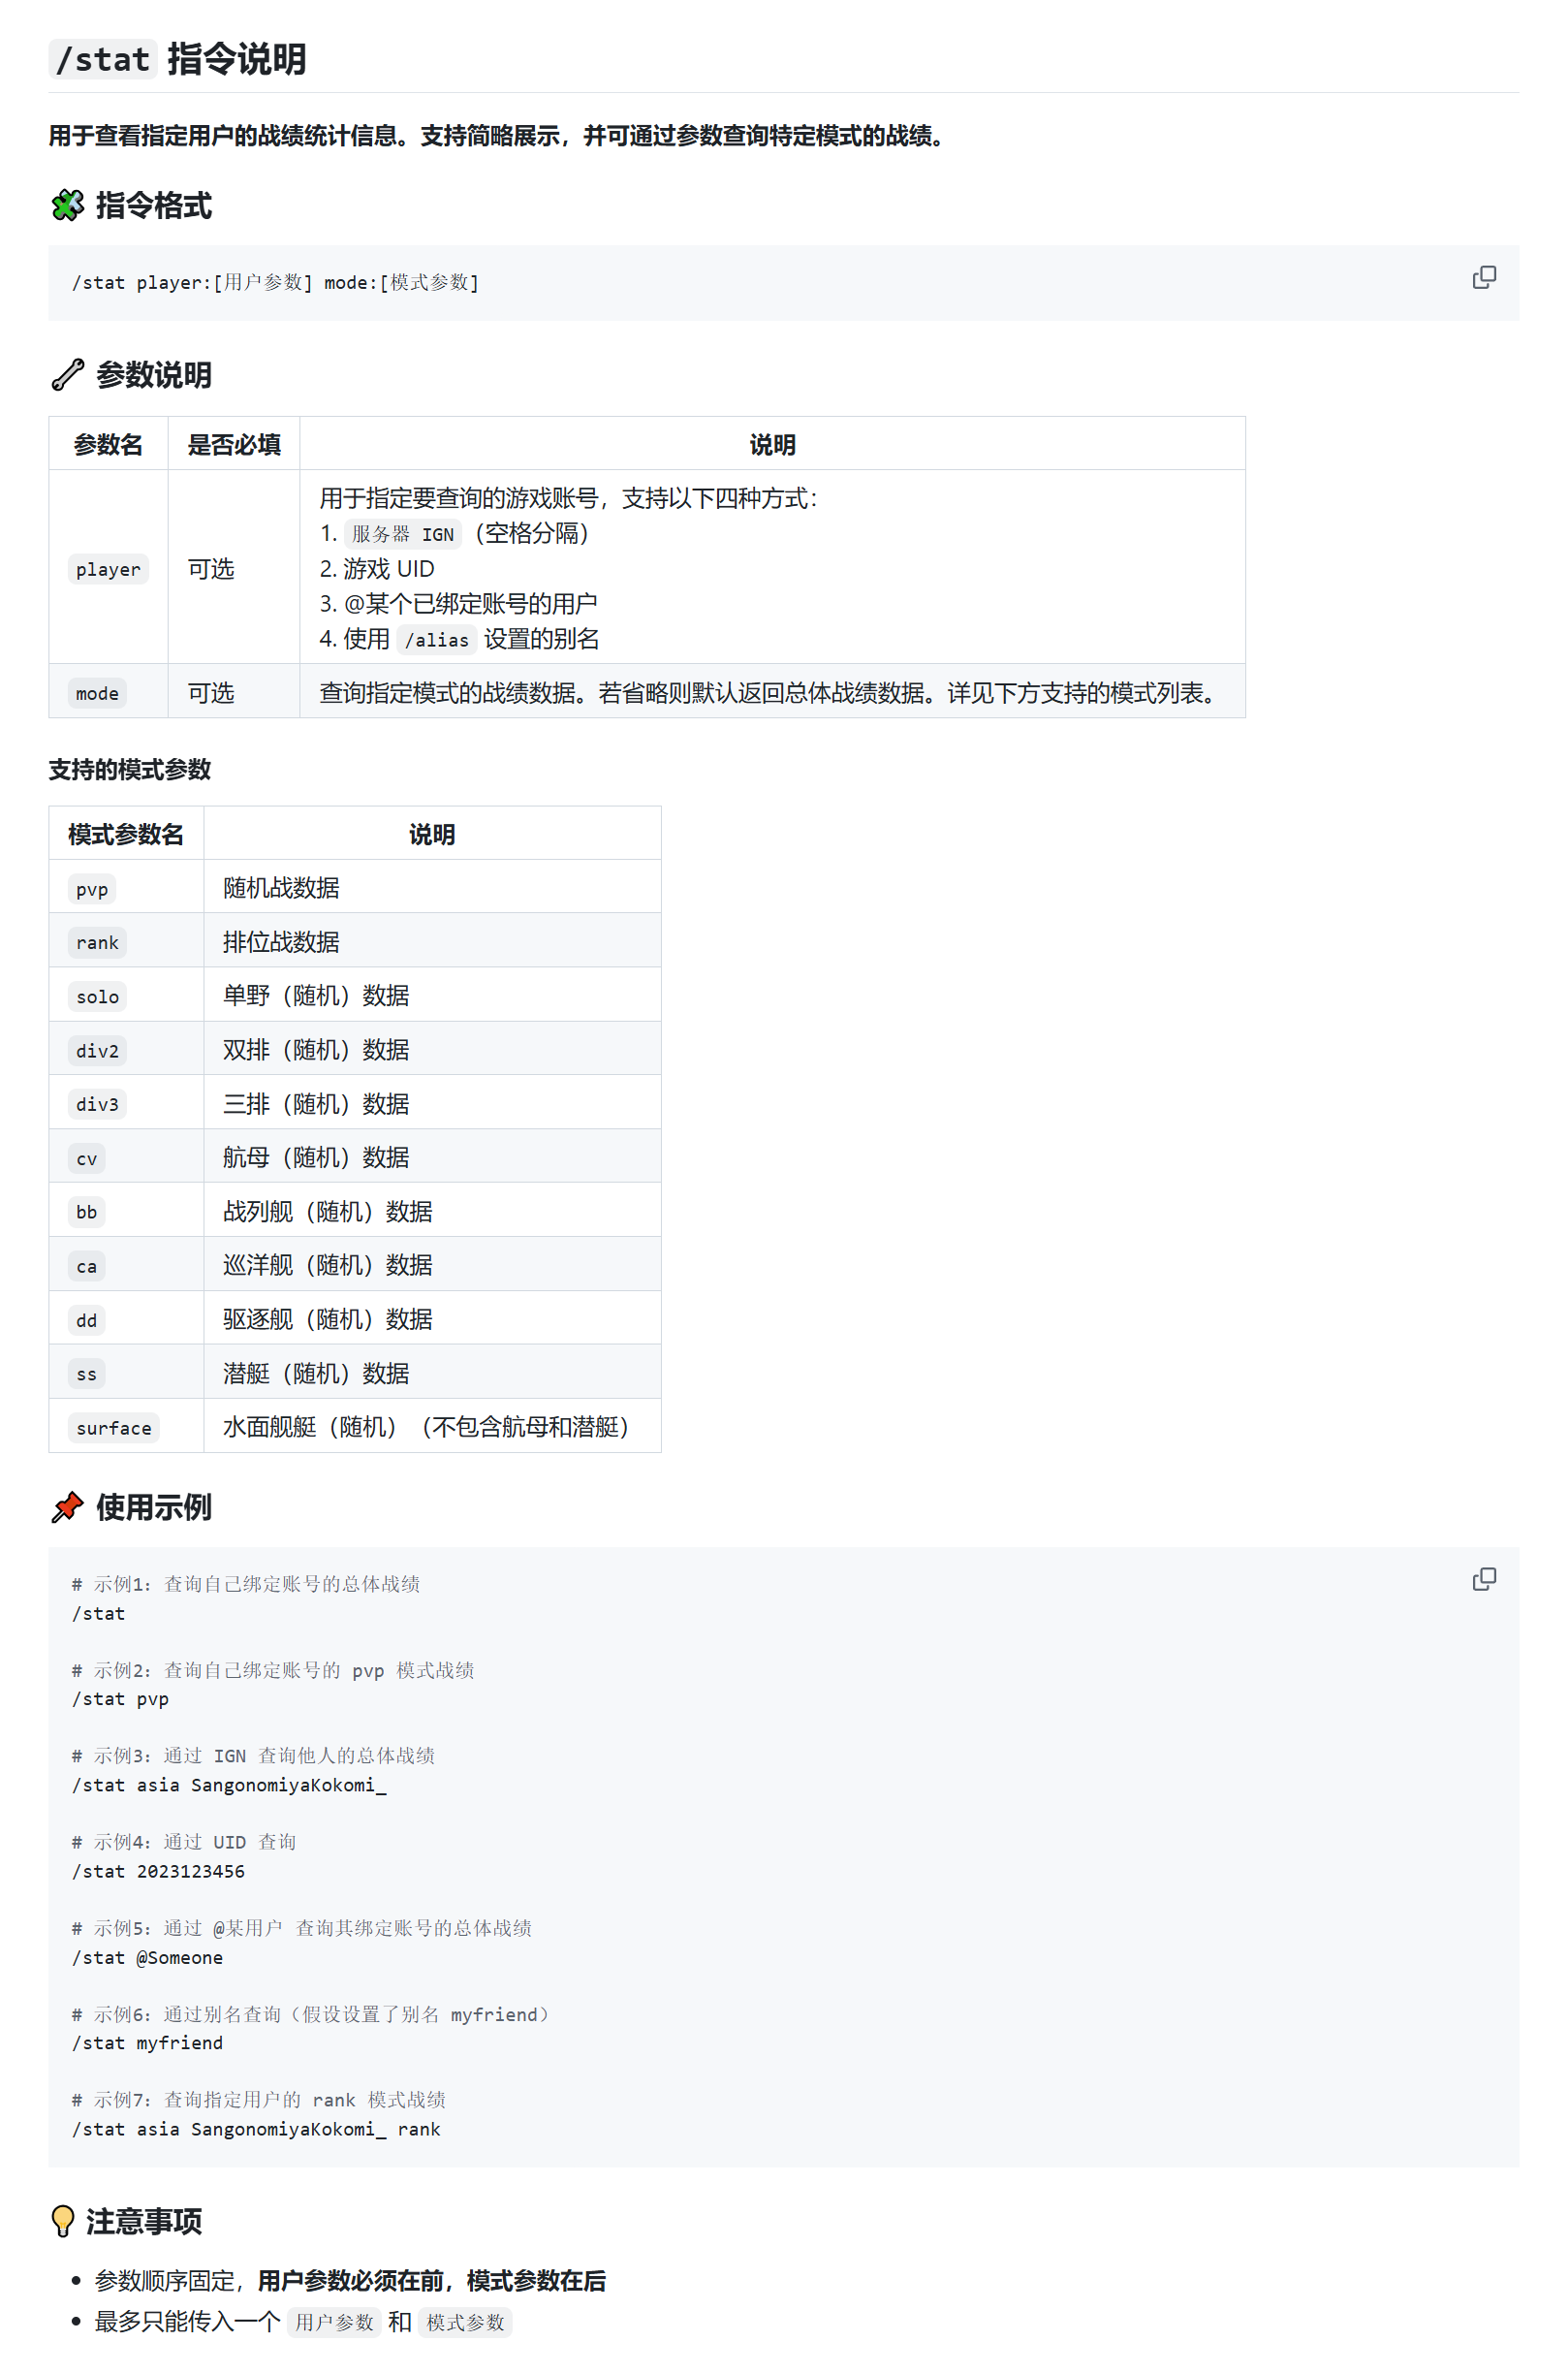 /stat 指令说明
用于查看指定用户的战绩统计信息。支持简略展示，并可通过参数查询特定模式的战绩。
🧩 指令格式
/stat player:[用户参数] mode:[模式参数]
🔧 参数说明
参数名 是否必填 说明
用于指定要查询的游戏账号，支持以下四种方式：
1. 服务器 IGN（空格分隔）
player 可选 2. 游戏 UID
3. @某个已绑定账号的用户
4. 使用 /alias 设置的别名
mode 可选 查询指定模式的战绩数据。若省略则默认返回总体战绩数据。详见下方支持的模式列表。
支持的模式参数
模式参数名 说明
pvp 随机战数据
rank 排位战数据
solo 单野（随机）数据
div2 双排（随机）数据
div3 三排（随机）数据
cv 航母（随机）数据
bb 战列舰（随机）数据
ca 巡洋舰（随机）数据
dd 驱逐舰（随机）数据
ss 潜艇（随机）数据
surface 水面舰艇（随机）（不包含航母和潜艇）
📌 使用示例
# 示例1：查询自己绑定账号的总体战绩
/stat
# 示例2：查询自己绑定账号的 pvp 模式战绩
/stat pvp
# 示例3：通过 IGN 查询他人的总体战绩
/stat asia SangonomiyaKokomi_
# 示例4：通过 UID 查询
/stat 2023123456
# 示例5：通过 @某用户 查询其绑定账号的总体战绩
/stat @Someone
# 示例6：通过别名查询（假设设置了别名 myfriend）
/stat myfriend
# 示例7：查询指定用户的 rank 模式战绩
/stat asia SangonomiyaKokomi_ rank
💡 注意事项
• 参数顺序固定，用户参数必须在前，模式参数在后
• 最多只能传入一个 用户参数 和 模式参数